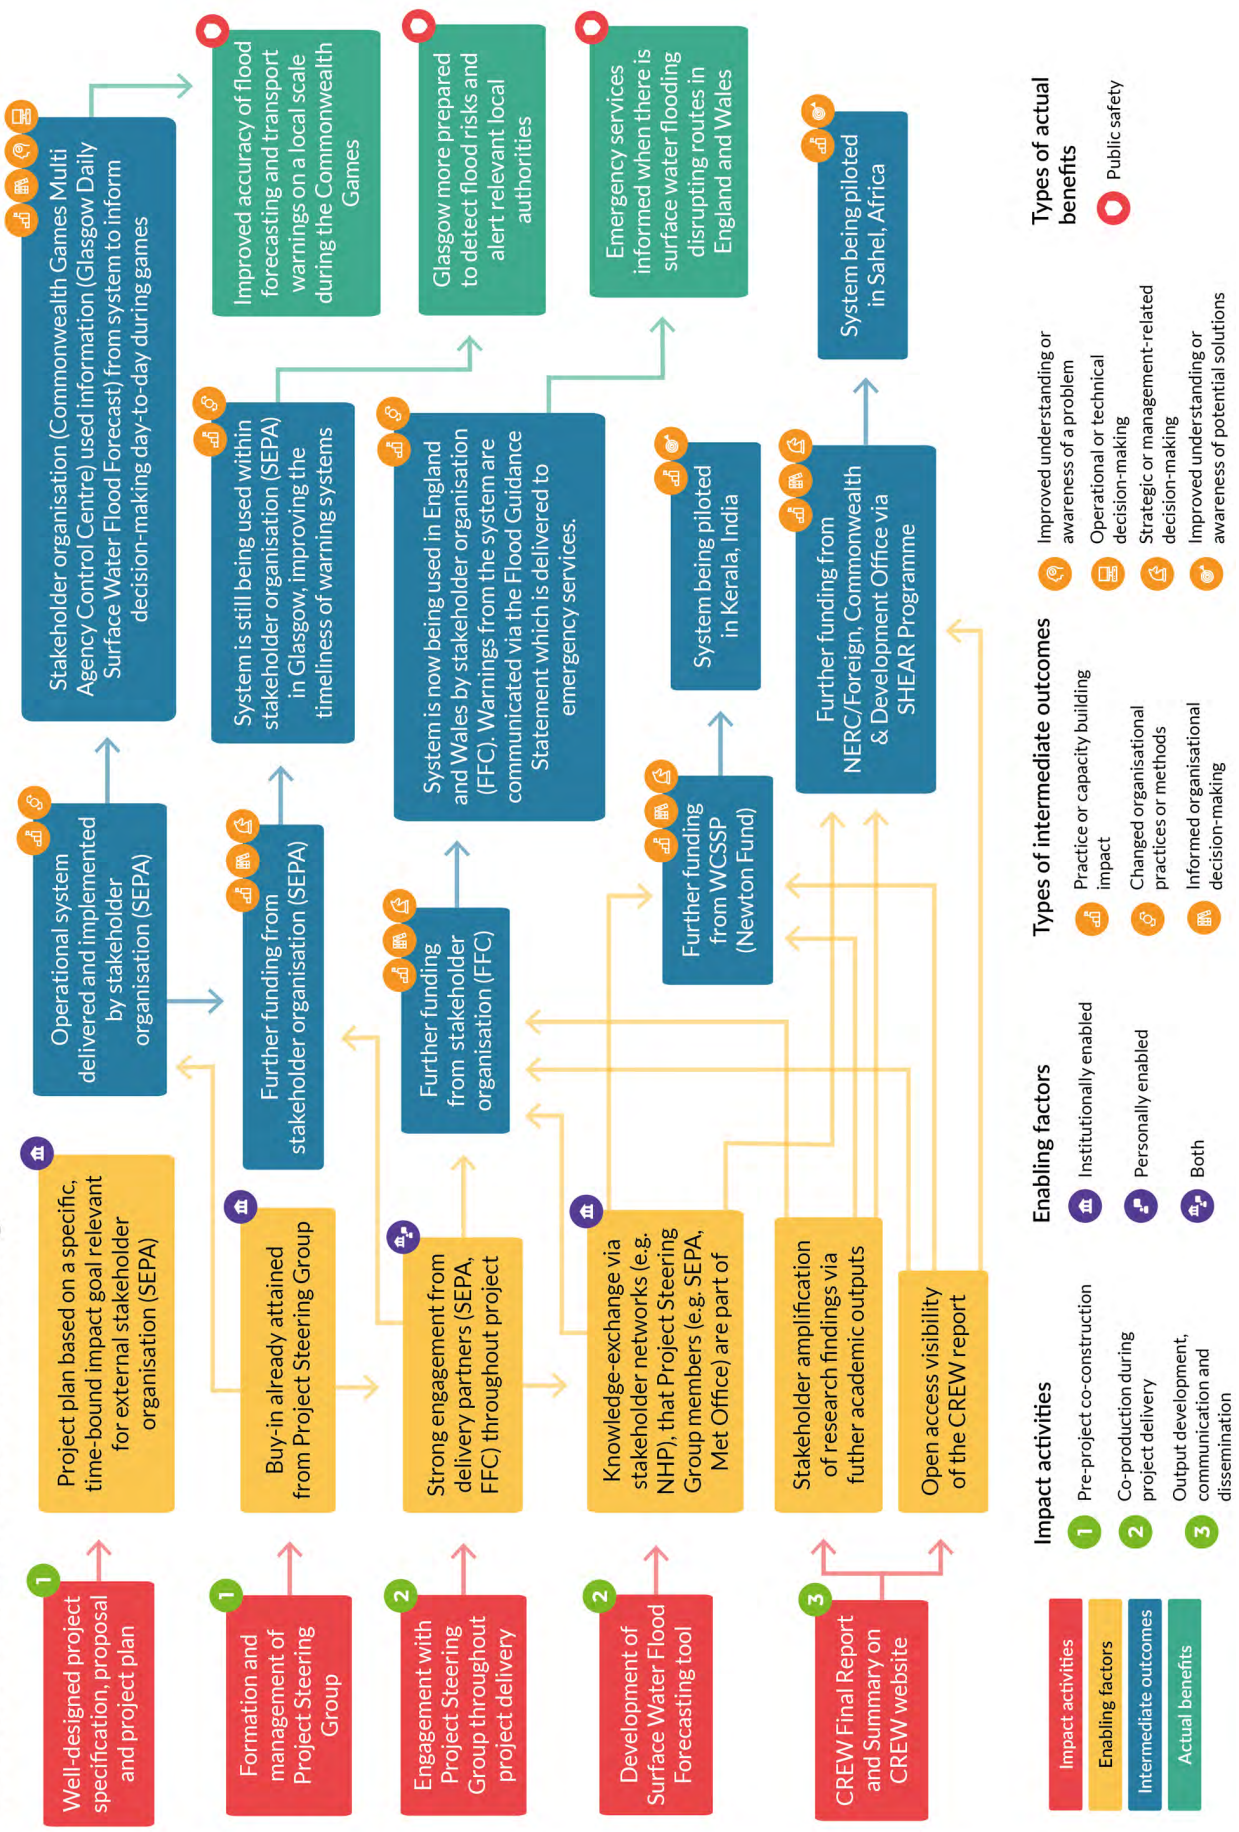 Well-designed project
specification, proposal
and project plan
1
Formation and
management of
Project Steering
Group
1
Engagement with
Project Steering
Group throughout
project delivery
2
Development of
Surface Water Flood
Forecasting tool
2
CREW Final Report
and Summary on
CREW website
3
Project plan based on a specific,
time-bound impact goal relevant
for external stakeholder
organisation (SEPA)
Buy-in already attained
from Project Steering Group
Strong engagement from
delivery partners (SEPA,
FFC) throughout project
Knowledge-exchange via
stakeholder networks (e.g.
NHP), that Project Steering
Group members (e.g. SEPA,
Met Office) are part of
Stakeholder amplification
of research findings via
futher academic outputs
Open access visibility
of the CREW report
Operational system
delivered and implemented
by stakeholder
organisation (SEPA)
Further funding from
stakeholder organisation (SEPA)
Further funding
from stakeholder
organisation (FFC)
Further funding
from WCSSP
(Newton Fund)
Further funding from
NERC/Foreign, Commonwealth
& Development Office via
SHEAR Programme
Stakeholder organisation (Commonwealth Games Multi
Agency Control Centre) used information (Glasgow Daily
Surface Water Flood Forecast) from system to inform
decision-making day-to-day during games
System is still being used within
stakeholder organisation (SEPA)
in Glasgow, improving the
timeliness of warning systems
System is now being used in England
and Wales by stakeholder organisation
(FFC). Warnings from the system are
communicated via the Flood Guidance
Statement which is delivered to
emergency services.
System being piloted
in Kerala, India
System being piloted
in Sahel, Africa
Improved accuracy of flood
forecasting and transport
warnings on a local scale
during the Commonwealth
Games
Glasgow more prepared
to detect flood risks and
alert relevant local
authorities
Emergency services
informed when there is
surface water flooding
disrupting routes in
England and Wales
Impact activities
Enabling factors
Intermediate outcomes
Actual benefits
Impact activities
1 Pre-project co-construction
2 Co-production during
project delivery
3 Output development,
communication and
dissemination
Enabling factors
Institutionally enabled
Personally enabled
Both
Types of intermediate outcomes
Practice or capacity building
impact
Changed organisational
practices or methods
Informed organisational
decision-making
Improved understanding or
awareness of a problem
Operational or technical
decision-making
Strategic or management-related
decision-making
Improved understanding or
awareness of potential solutions
Types of actual
benefits
Public safety